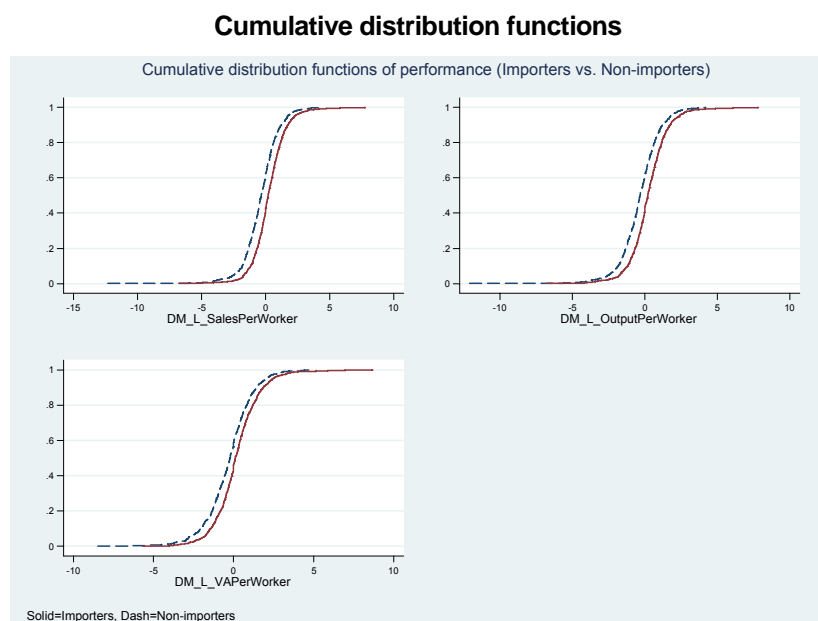 Cumulative distribution functions
Cumulative distribution functions of performance (Importers vs. Non-importers)
1
.8
.6
.4
.2
0
-15 -10 -5 0 5 10
DM_L_SalesPerWorker
1
.8
.6
.4
.2
0
-10 -5 0 5 10
DM_L_OutputPerWorker
1
.8
.6
.4
.2
0
-10 -5 0 5 10
DM_L_VAPerWorker
Solid=Importers, Dash=Non-importers